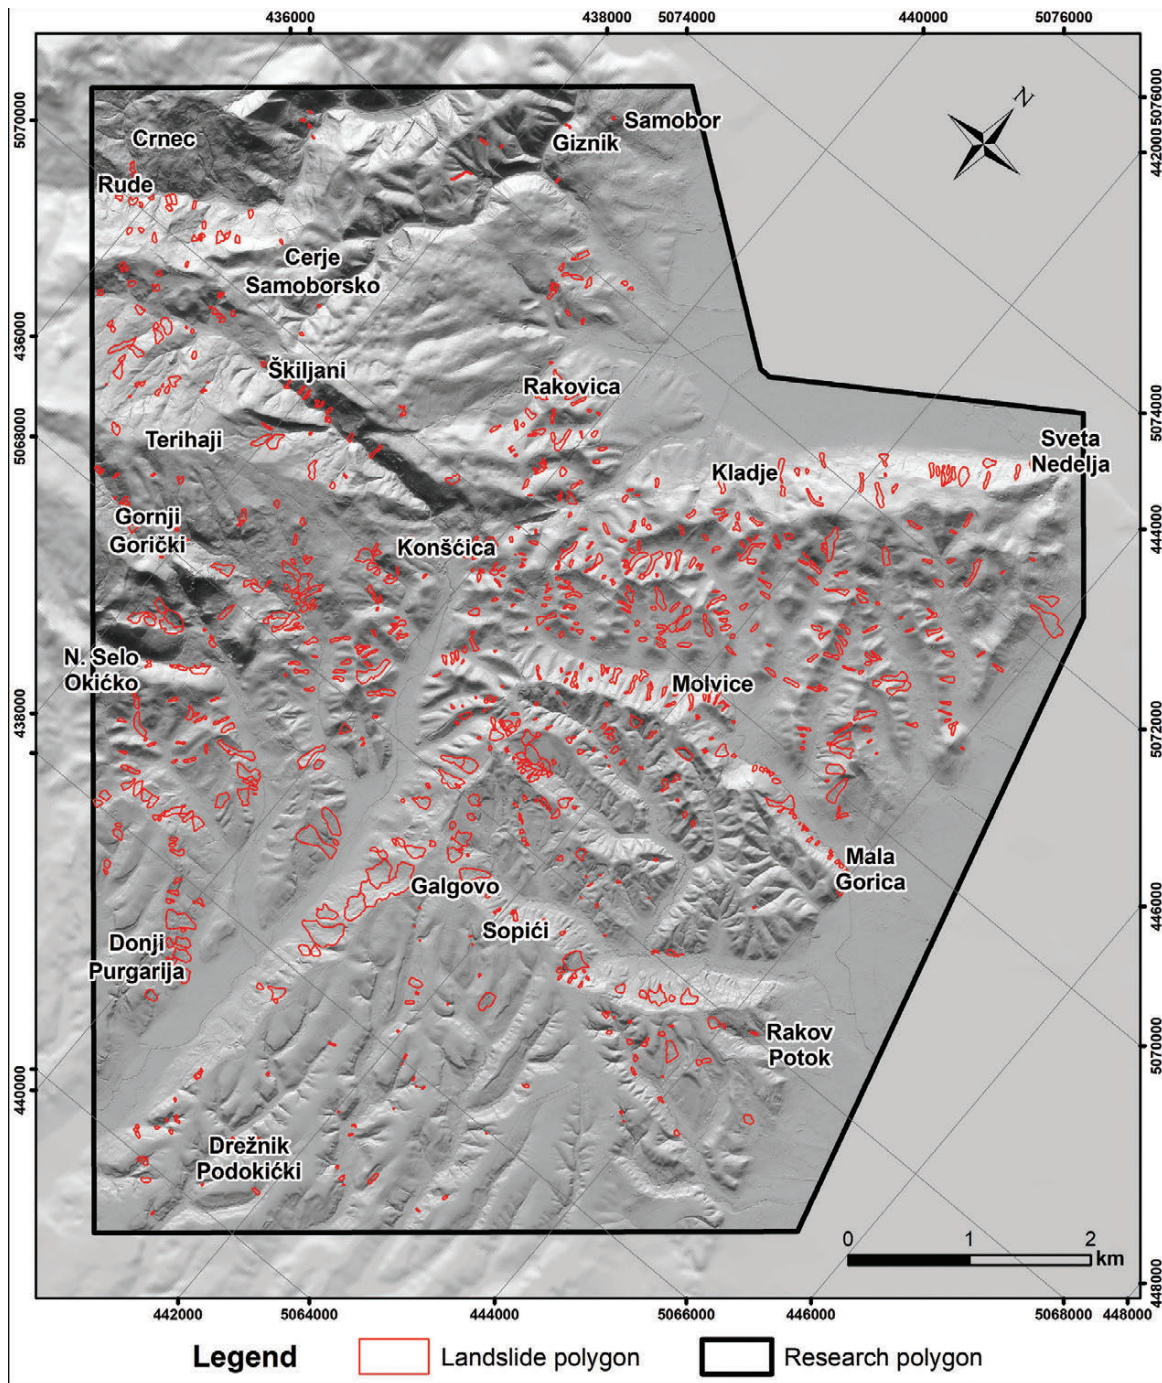 436000 438000 5074000 440000 5076000
5070000
436000
5068000
438000
440000
5076000
442000
5074000
444000
5072000
446000
5070000
448000
N
Crnec
Samobor
Giznik
Rude
Cerje
Samoborsko
Škiljani
Rakovica
Terihaji
Kladje
Sveta
Nedelja
Gornji
Gorički
Konšćica
N. Selo
Okićko
Molvice
Mala
Gorica
Galgovo
Sopići
Donji
Purgarija
Rakov
Potok
Drežnik
Podokićki
0 1 2
km
442000 5064000 444000 5066000 446000 5068000 448000
Legend Landslide polygon Research polygon